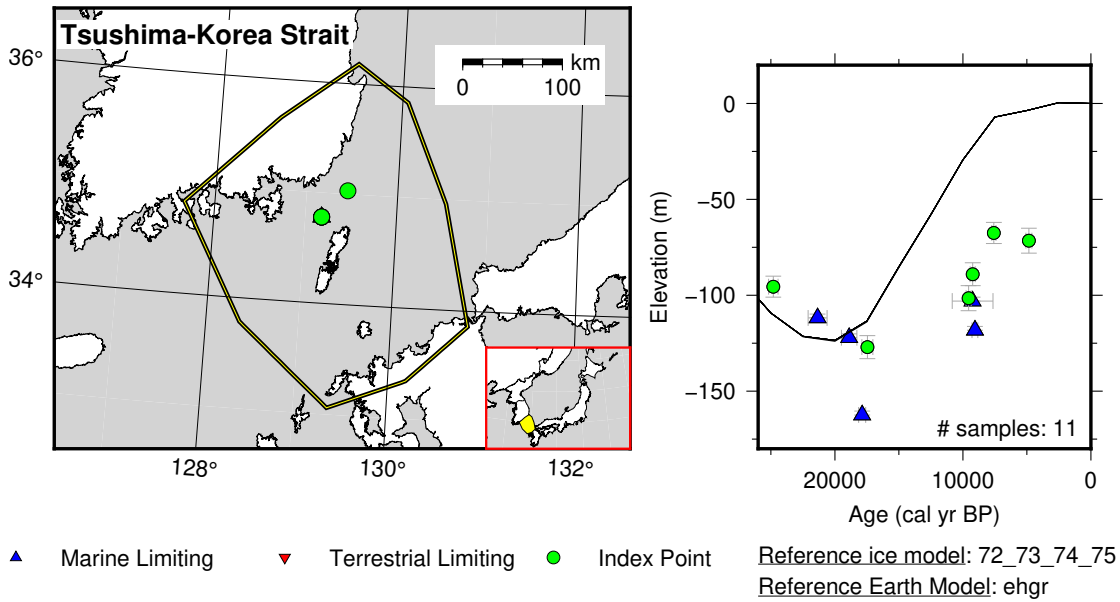 Tsushima-Korea Strait
36°
34°
128°
130°
132°
km
0 100
0
−50
−100
−150
Elevation (m)
# samples: 11
20000 10000 0
Age (cal yr BP)
Marine Limiting Terrestrial Limiting Index Point
Reference ice model: 72_73_74_75
Reference Earth Model: ehgr